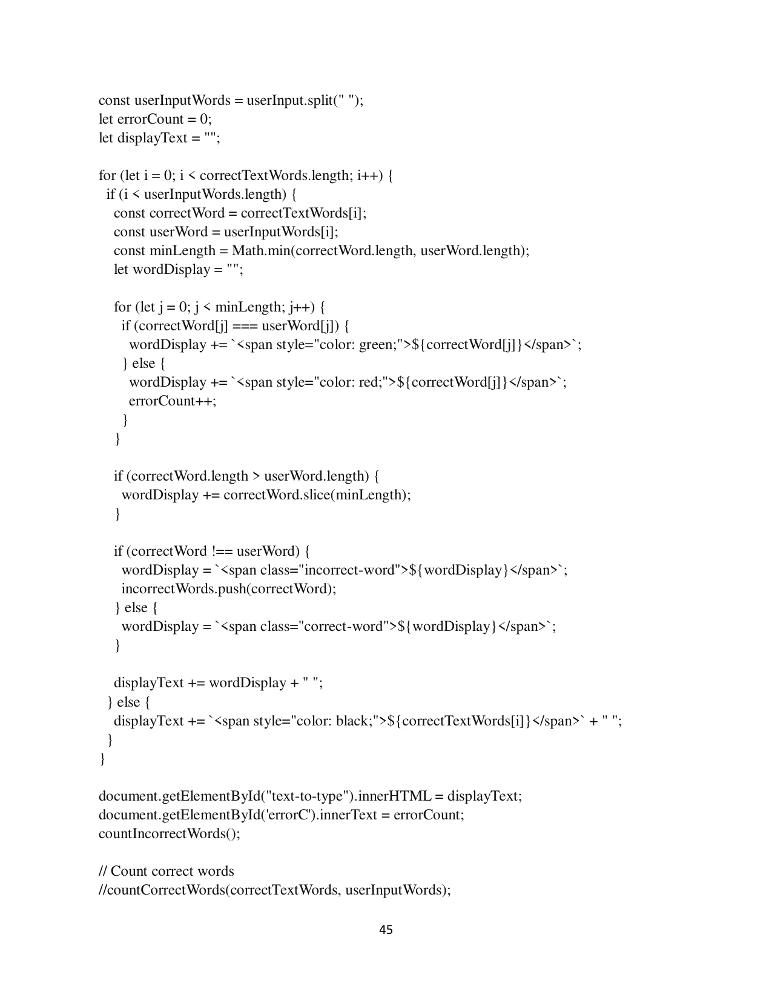 const userInputWords = userInput.split(" ");
let errorCount = 0;
let displayText = "";

for (let i = 0; i < correctTextWords.length; i++) {
  if (i < userInputWords.length) {
    const correctWord = correctTextWords[i];
    const userWord = userInputWords[i];
    const minLength = Math.min(correctWord.length, userWord.length);
    let wordDisplay = "";

    for (let j = 0; j < minLength; j++) {
      if (correctWord[j] === userWord[j]) {
        wordDisplay += `<span style="color: green;">${correctWord[j]}</span>`;
      } else {
        wordDisplay += `<span style="color: red;">${correctWord[j]}</span>`;
        errorCount++;
      }
    }

    if (correctWord.length > userWord.length) {
      wordDisplay += correctWord.slice(minLength);
    }

    if (correctWord !== userWord) {
      wordDisplay = `<span class="incorrect-word">${wordDisplay}</span>`;
      incorrectWords.push(correctWord);
    } else {
      wordDisplay = `<span class="correct-word">${wordDisplay}</span>`;
    }

    displayText += wordDisplay + " ";
  } else {
    displayText += `<span style="color: black;">${correctTextWords[i]}</span>` + " ";
  }
}

document.getElementById("text-to-type").innerHTML = displayText;
document.getElementById('errorC').innerText = errorCount;
countIncorrectWords();

// Count correct words
//countCorrectWords(correctTextWords, userInputWords);

45